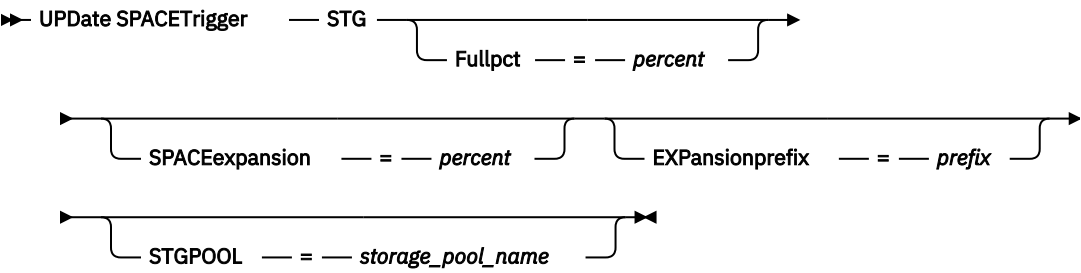 UPDate SPACETrigger STG
Fullpct = percent
SPACEexpansion = percent EXPansionprefix = prefix
STGPOOL = storage_pool_name